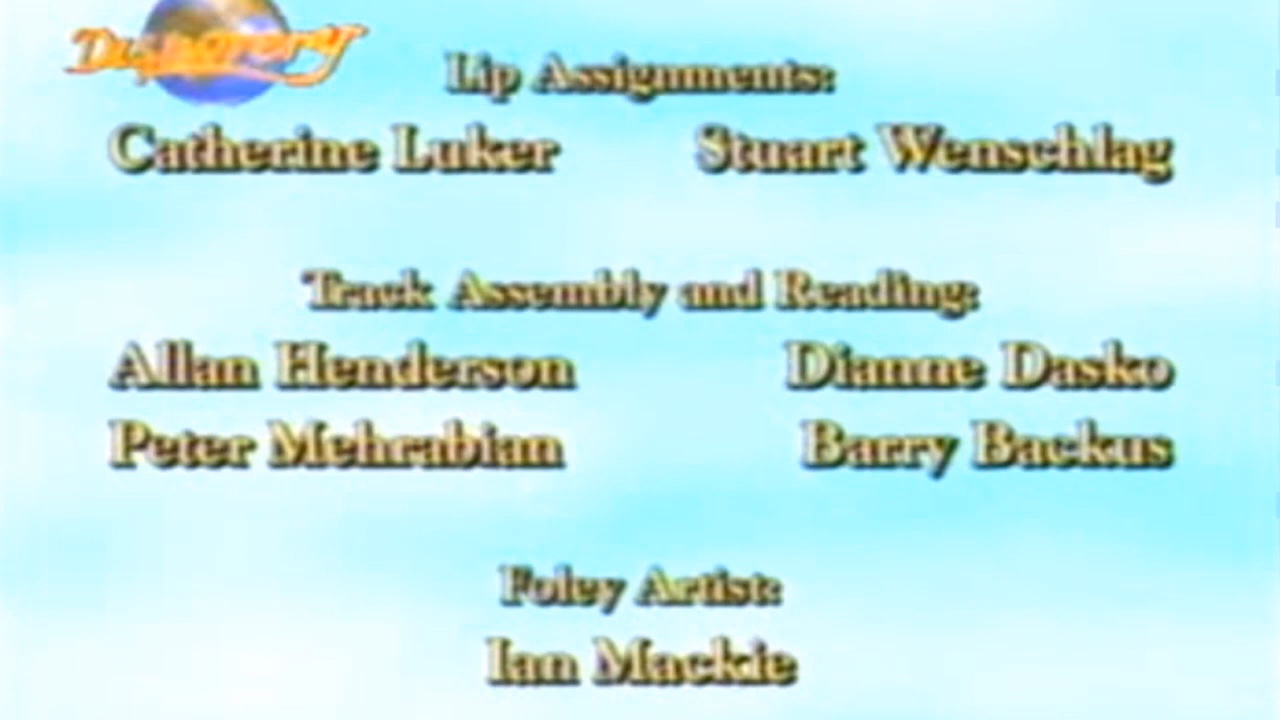 Lip Assignments:
Catherine Luker Stuart Wenschlag
Track Assembly and Reading:
Allan Henderson Dianne Dasko
Peter Mehrabian Barry Backus
Foley Artist:
Ian Mackie